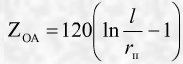 Z_OA = 120(ln l/r_п − 1)